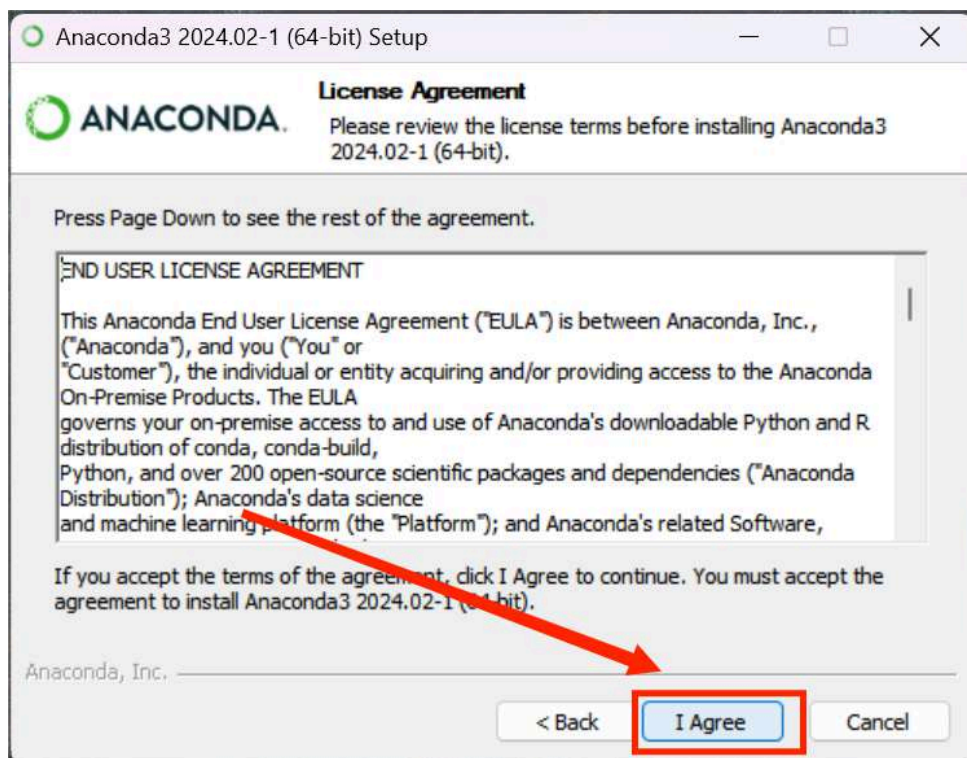 Anaconda3 2024.02-1 (64-bit) Setup
ANACONDA.
License Agreement
Please review the license terms before installing Anaconda3
2024.02-1 (64-bit).
Press Page Down to see the rest of the agreement.
END USER LICENSE AGREEMENT
This Anaconda End User License Agreement ("EULA") is between Anaconda, Inc.,
("Anaconda"), and you ("You" or
"Customer"), the individual or entity acquiring and/or providing access to the Anaconda
On-Premise Products. The EULA
governs your on-premise access to and use of Anaconda's downloadable Python and R
distribution of conda, conda-build,
Python, and over 200 open-source scientific packages and dependencies ("Anaconda
Distribution"); Anaconda's data science
and machine learning platform (the "Platform"); and Anaconda's related Software,
If you accept the terms of the agreement, click I Agree to continue. You must accept the
agreement to install Anaconda3 2024.02-1 (64-bit).
Anaconda, Inc.
< Back
I Agree
Cancel